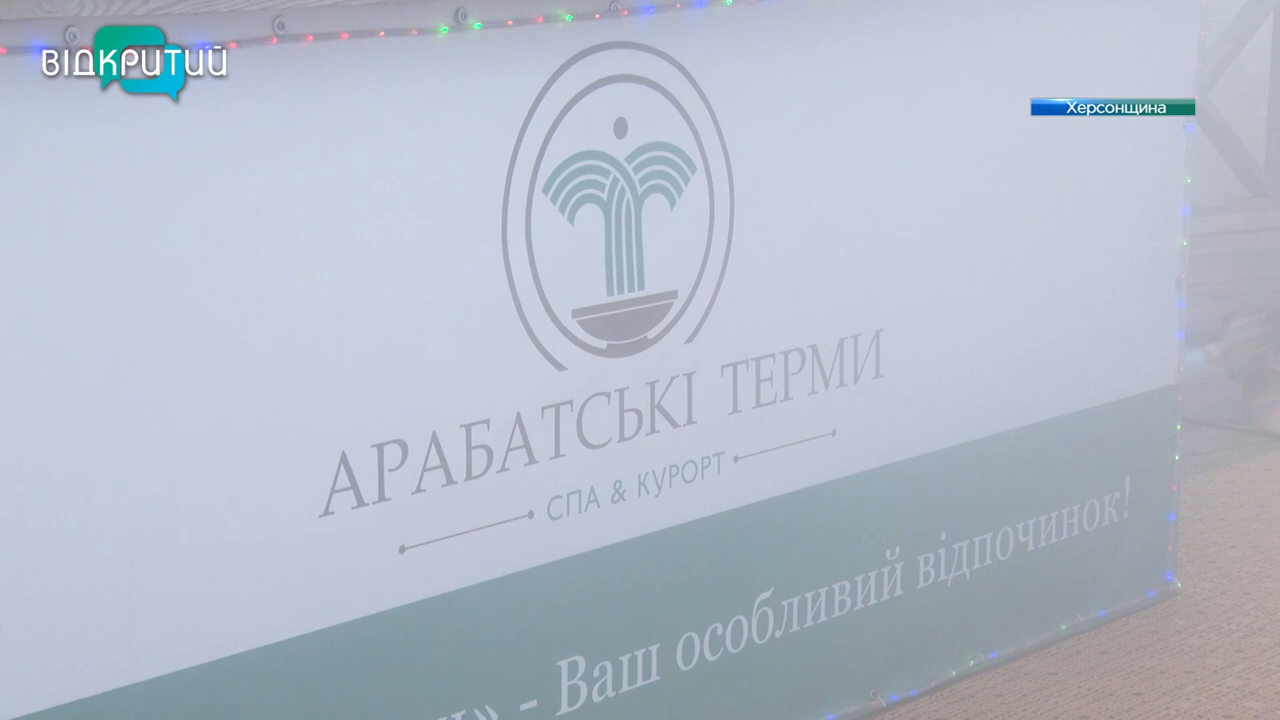 ВІДКРИТИЙ
Херсонщина
АРАБАТСЬКІ ТЕРМИ
СПА & КУРОРТ
» - Ваш особливий відпочинок!